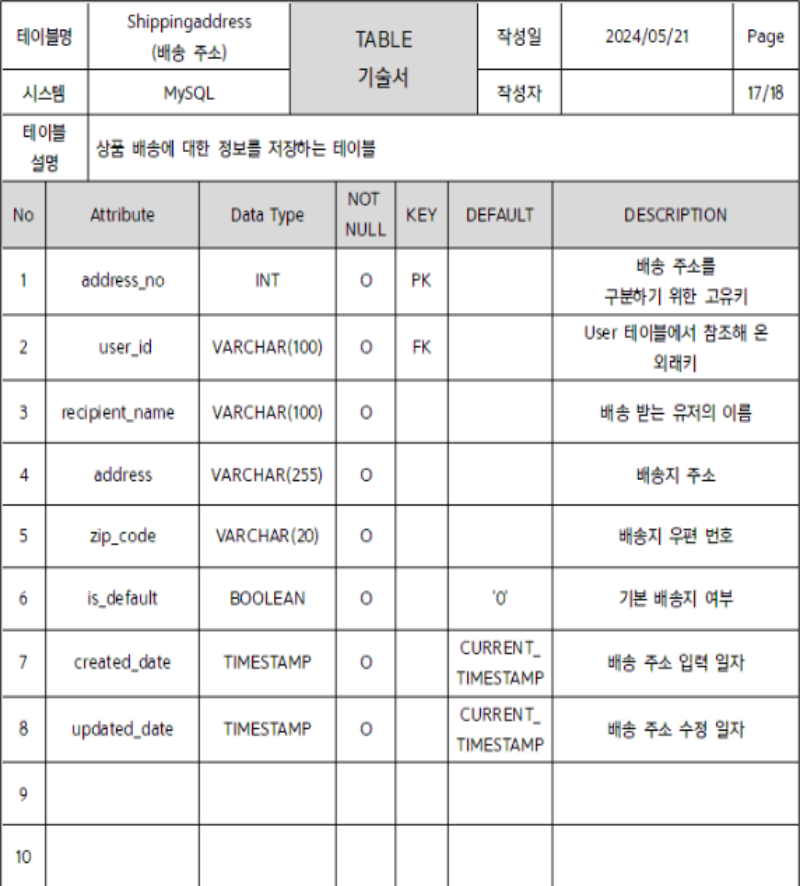 테이블명 Shippingaddress (배송 주소) TABLE 기술서 작성일 2024/05/21 Page
시스템 MySQL 작성자 17/18
테이블 설명 상품 배송에 대한 정보를 저장하는 테이블
No Attribute Data Type NOT NULL KEY DEFAULT DESCRIPTION
1 address_no INT O PK 배송 주소를 구분하기 위한 고유키
2 user_id VARCHAR(100) O FK User 테이블에서 참조해 온 외래키
3 recipient_name VARCHAR(100) O 배송 받는 유저의 이름
4 address VARCHAR(255) O 배송지 주소
5 zip_code VARCHAR(20) O 배송지 우편 번호
6 is_default BOOLEAN O '0' 기본 배송지 여부
7 created_date TIMESTAMP O CURRENT_TIMESTAMP 배송 주소 입력 일자
8 updated_date TIMESTAMP O CURRENT_TIMESTAMP 배송 주소 수정 일자
9
10